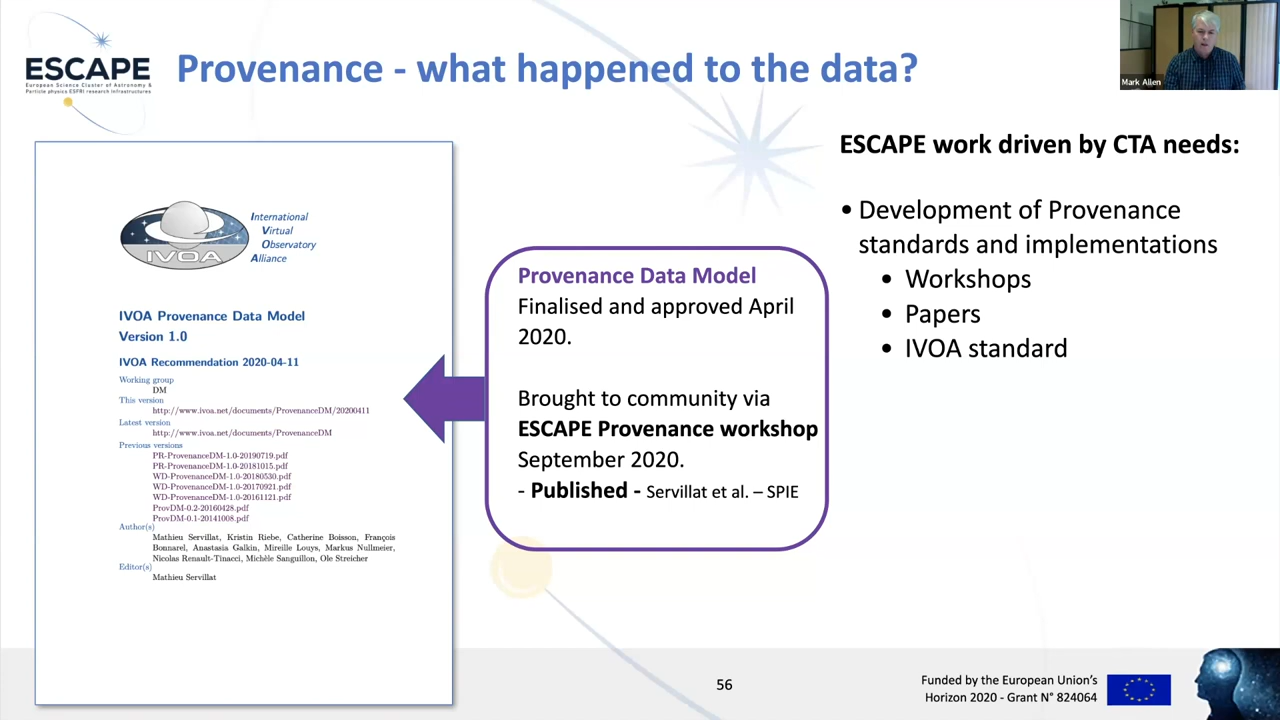 ESCAPE
European Science Cluster of Astronomy &
Particle physics ESFRI research Infrastructures
Provenance - what happened to the data?
Mark Allen
International
Virtual
Observatory
Alliance
IVOA
IVOA Provenance Data Model
Version 1.0
IVOA Recommendation 2020-04-11
Working group
DM
This version
http://www.ivoa.net/documents/ProvenanceDM/20200411
Latest version
http://www.ivoa.net/documents/ProvenanceDM
Previous versions
PR-ProvenanceDM-1.0-20190719.pdf
PR-ProvenanceDM-1.0-20181015.pdf
WD-ProvenanceDM-1.0-20180530.pdf
WD-ProvenanceDM-1.0-20170921.pdf
WD-ProvenanceDM-1.0-20161121.pdf
ProvDM-0.2-20160428.pdf
ProvDM-0.1-20141008.pdf
Author(s)
Mathieu Servillat, Kristin Riebe, Catherine Boisson, François
Bonnarel, Anastasia Galkin, Mireille Louys, Markus Nullmeier,
Nicolas Renault-Tinacci, Michèle Sanguillon, Ole Streicher
Editor(s)
Mathieu Servillat
Provenance Data Model
Finalised and approved April
2020.
Brought to community via
ESCAPE Provenance workshop
September 2020.
- Published - Servillat et al. – SPIE
ESCAPE work driven by CTA needs:
• Development of Provenance
standards and implementations
• Workshops
• Papers
• IVOA standard
56
Funded by the European Union's
Horizon 2020 - Grant N° 824064